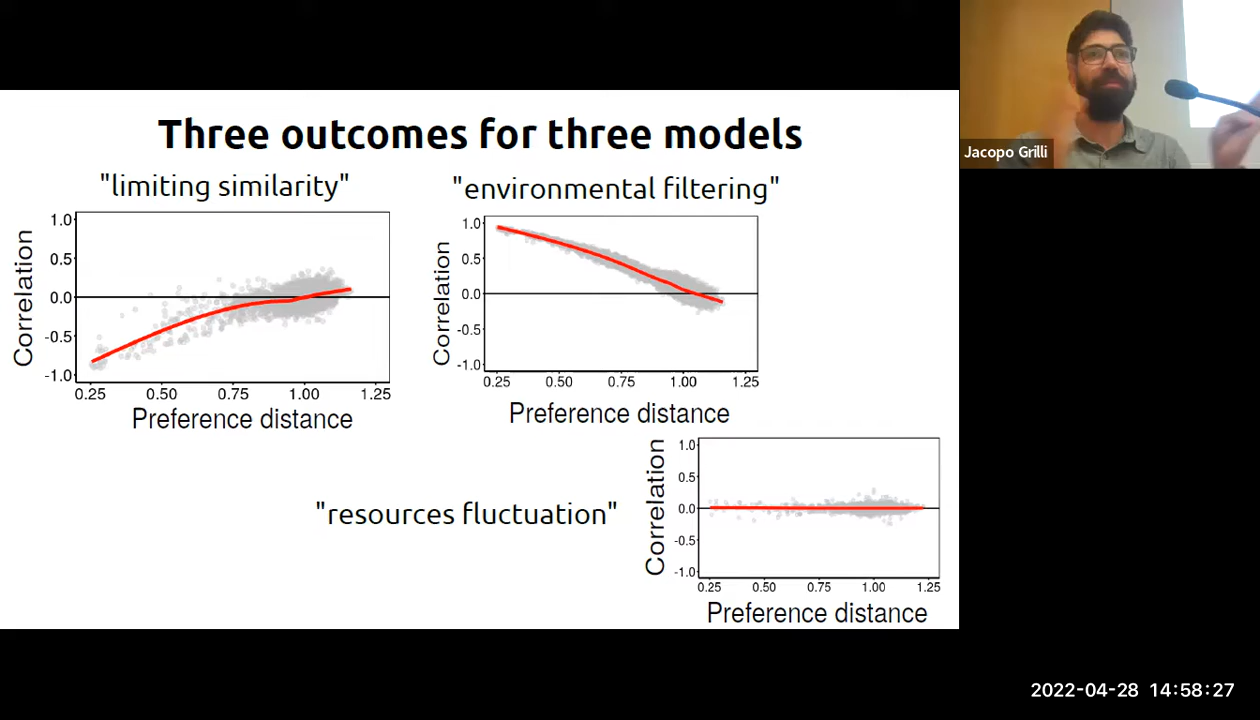 Three outcomes for three models
"limiting similarity"
Correlation
1.0
0.5
0.0
-0.5
-1.0
0.25 0.50 0.75 1.00 1.25
Preference distance
"environmental filtering"
Correlation
1.0
0.5
0.0
-0.5
-1.0
0.25 0.50 0.75 1.00 1.25
Preference distance
"resources fluctuation"
Correlation
1.0
0.5
0.0
-0.5
-1.0
0.25 0.50 0.75 1.00 1.25
Preference distance
Jacopo Grilli
2022-04-28 14:58:27